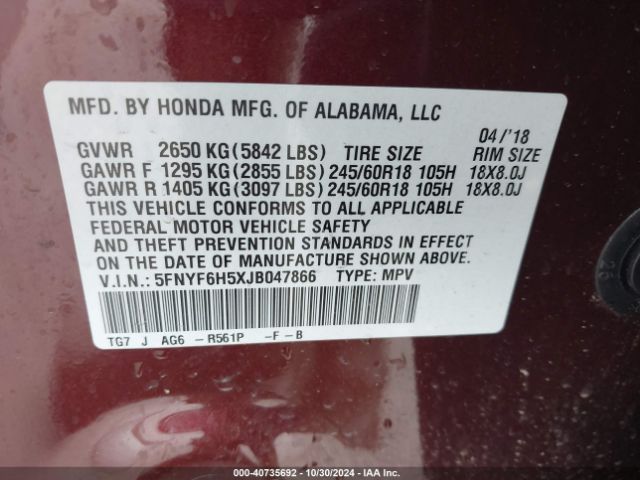 MFD. BY HONDA MFG. OF ALABAMA, LLC
04/'18
GVWR 2650 KG (5842 LBS) TIRE SIZE RIM SIZE
GAWR F 1295 KG (2855 LBS) 245/60R18 105H 18X8.0J
GAWR R 1405 KG (3097 LBS) 245/60R18 105H 18X8.0J
THIS VEHICLE CONFORMS TO ALL APPLICABLE
FEDERAL MOTOR VEHICLE SAFETY
AND THEFT PREVENTION STANDARDS IN EFFECT
ON THE DATE OF MANUFACTURE SHOWN ABOVE.
V.I.N.: 5FNYF6H5XJB047866 TYPE: MPV
TG7 J AG6 -R561P -F-B
000-40735692 - 10/30/2024 - IAA Inc.